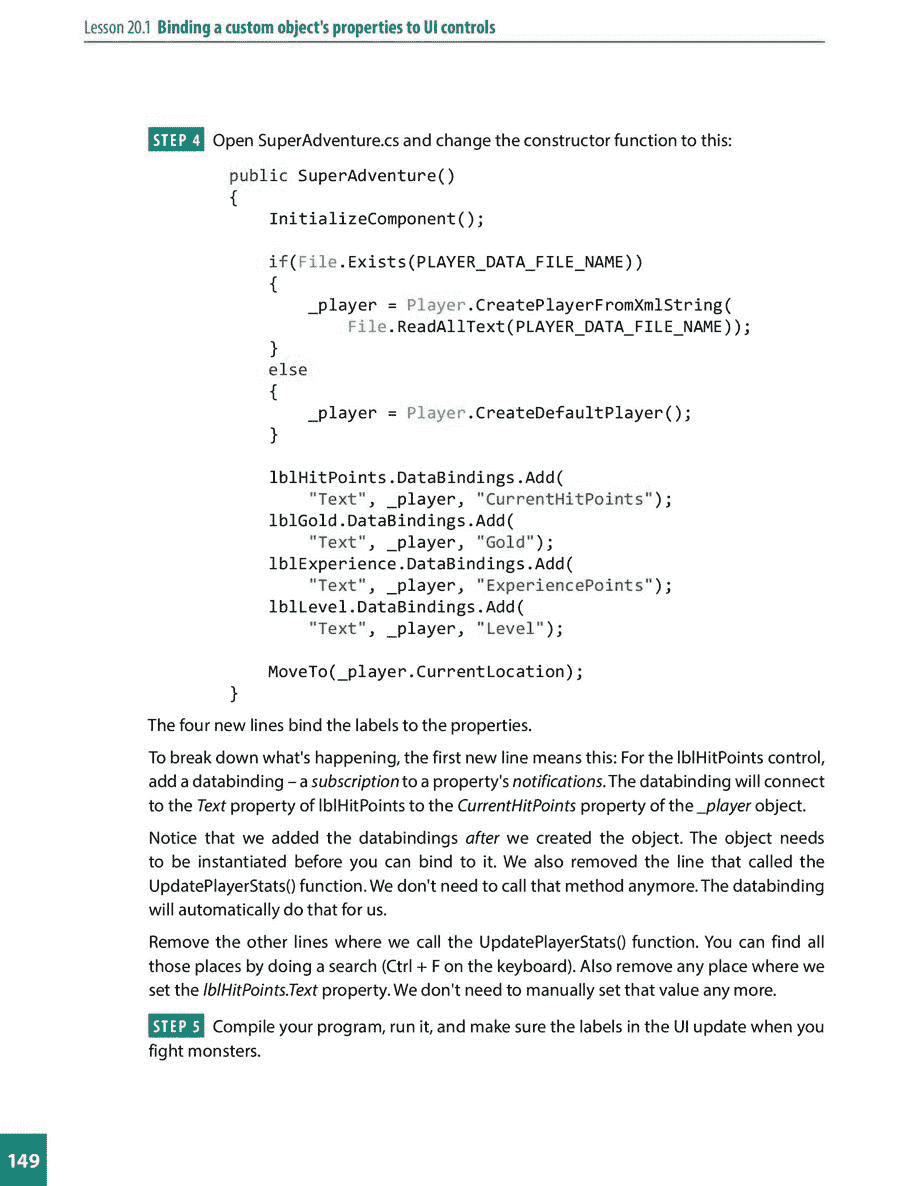 Lesson 20.1 Binding a custom object's properties to UI controls
STEP 4 Open SuperAdventure.cs and change the constructor function to this:
public SuperAdventure()
{
InitializeComponent();
if(File.Exists(PLAYER_DATA_FILE_NAME))
{
_player = Player.CreatePlayerFromXmlString(
File.ReadAllText(PLAYER_DATA_FILE_NAME));
}
else
{
_player = Player.CreateDefaultPlayer();
}
lblHitPoints.DataBindings.Add(
"Text", _player, "CurrentHitPoints");
lblGold.DataBindings.Add(
"Text", _player, "Gold");
lblExperience.DataBindings.Add(
"Text", _player, "ExperiencePoints");
lblLevel.DataBindings.Add(
"Text", _player, "Level");
MoveTo(_player.CurrentLocation);
}
The four new lines bind the labels to the properties.
To break down what's happening, the first new line means this: For the lblHitPoints control,
add a databinding – a subscription to a property's notifications. The databinding will connect
to the Text property of lblHitPoints to the CurrentHitPoints property of the _player object.
Notice that we added the databindings after we created the object. The object needs
to be instantiated before you can bind to it. We also removed the line that called the
UpdatePlayerStats() function. We don't need to call that method anymore. The databinding
will automatically do that for us.
Remove the other lines where we call the UpdatePlayerStats() function. You can find all
those places by doing a search (Ctrl + F on the keyboard). Also remove any place where we
set the lblHitPoints.Text property. We don't need to manually set that value any more.
STEP 5 Compile your program, run it, and make sure the labels in the UI update when you
fight monsters.
149